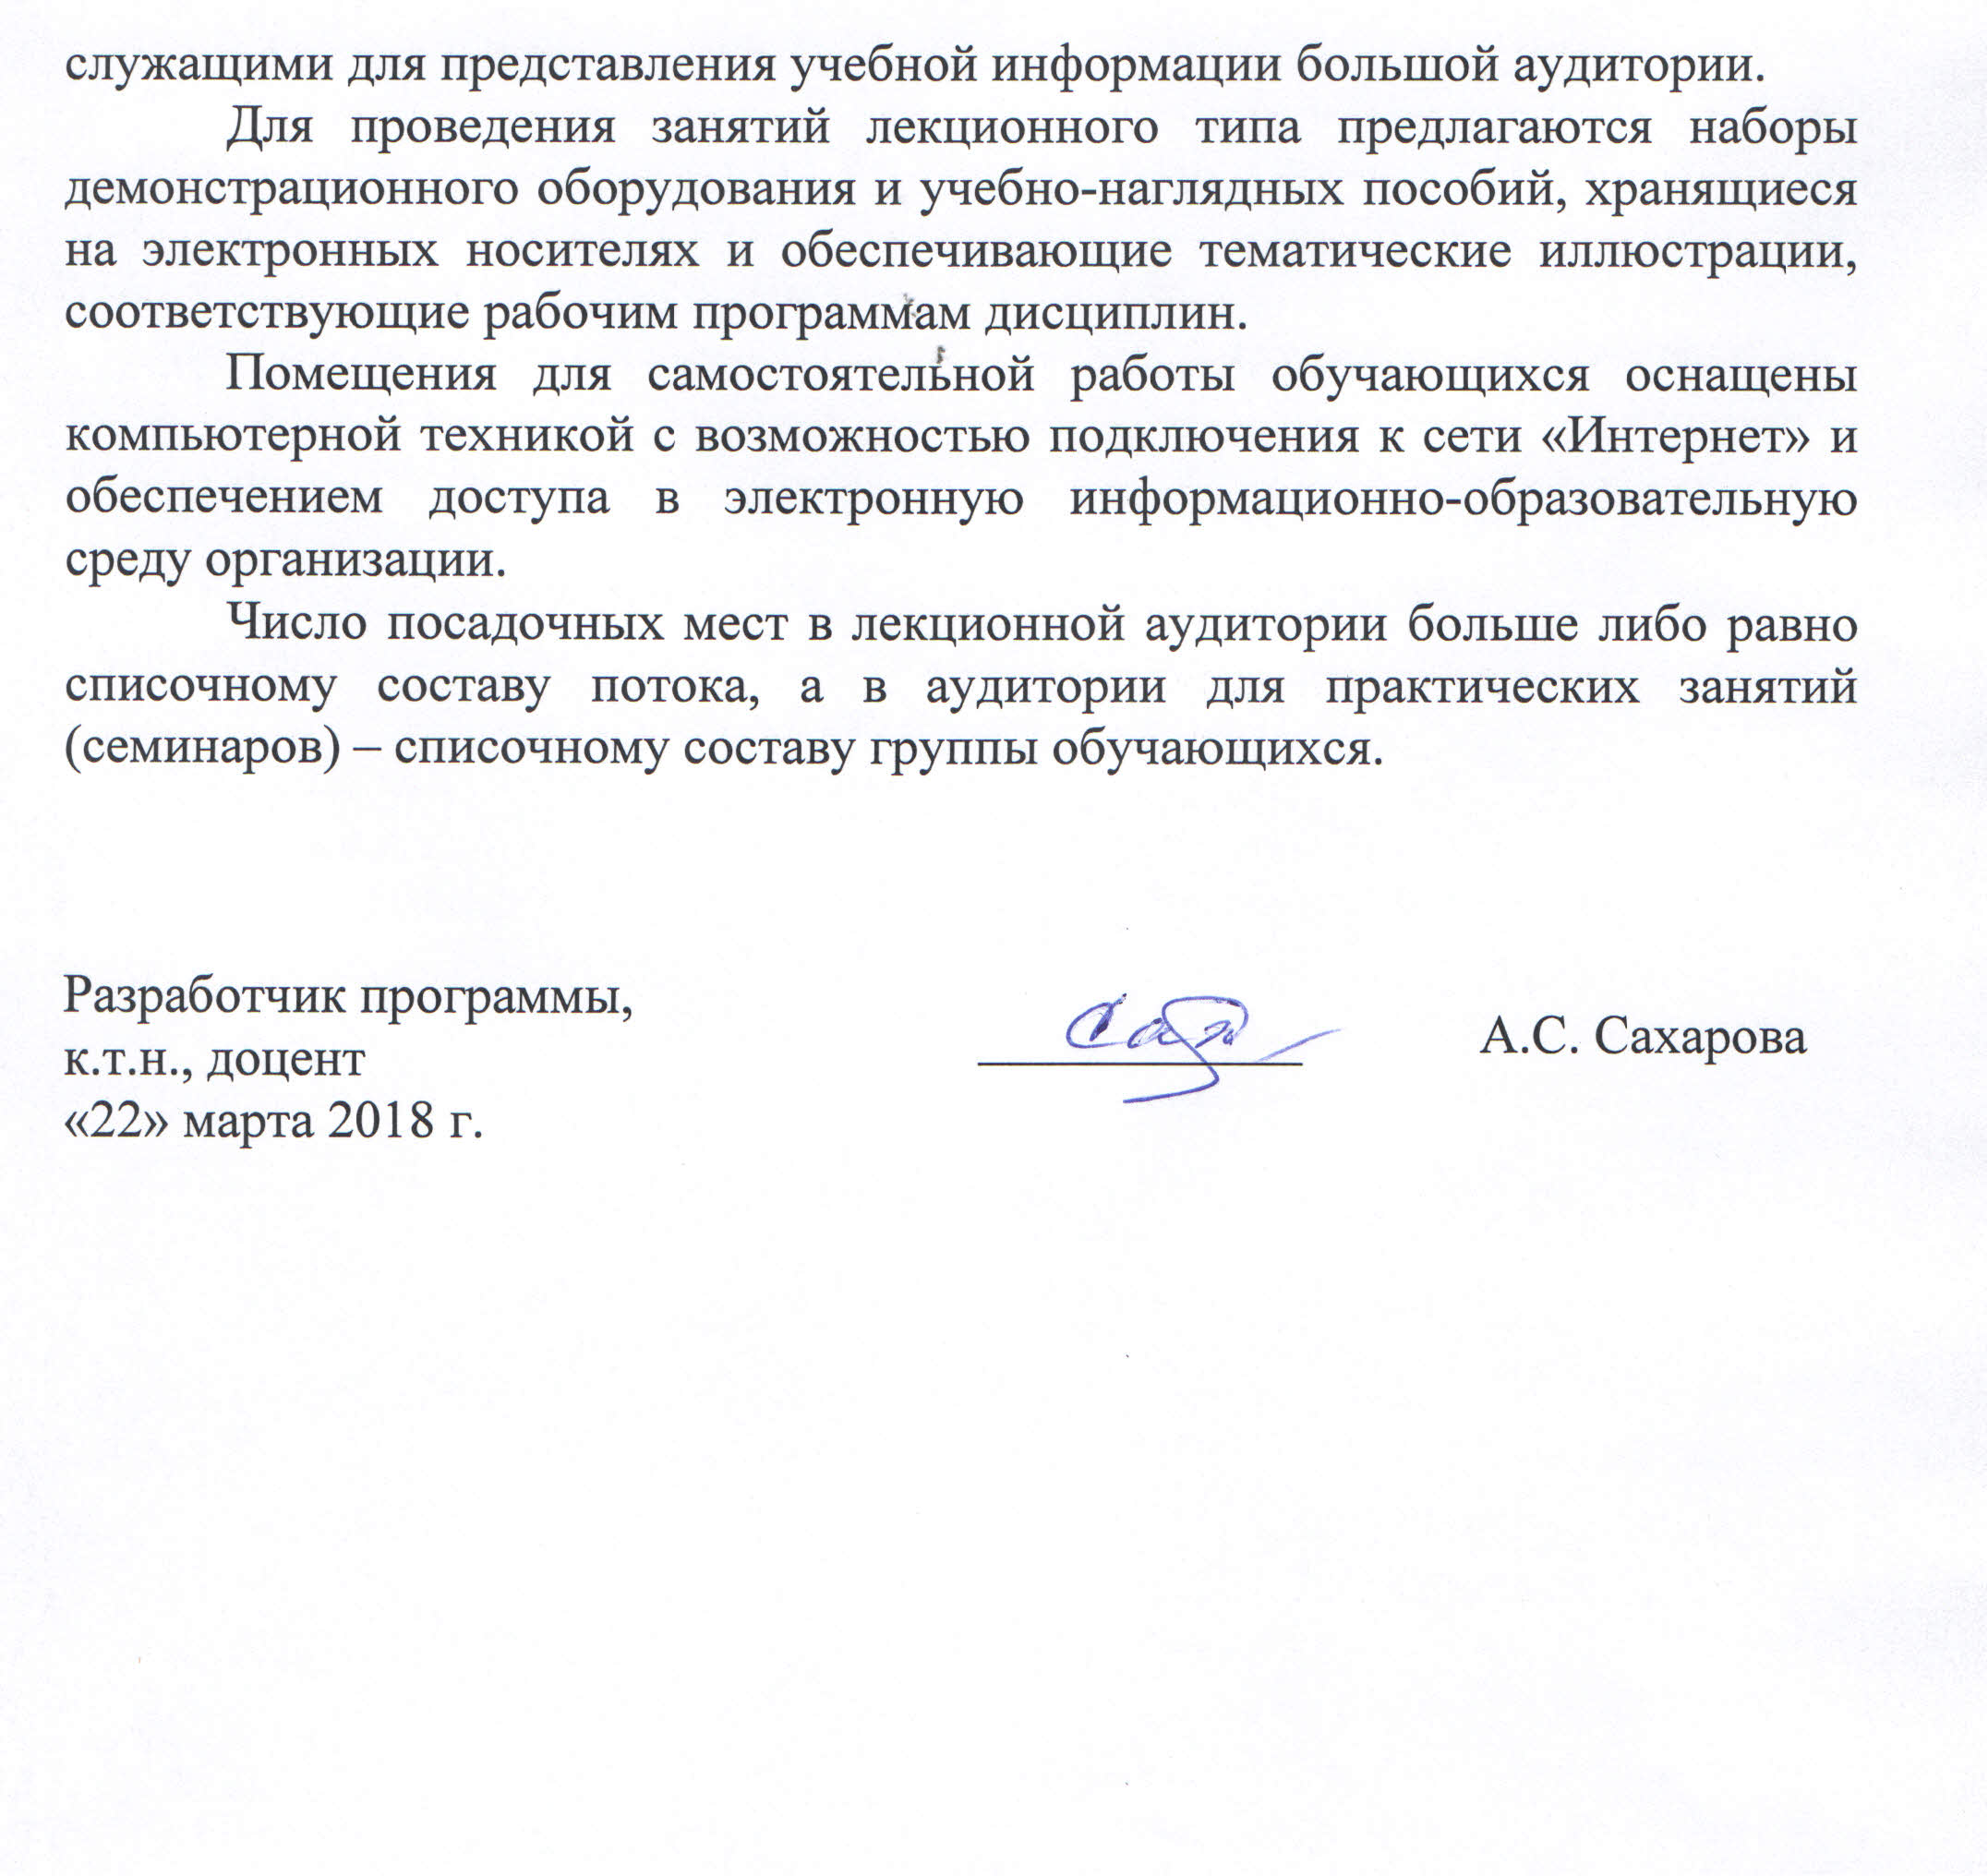 служащими для представления учебной информации большой аудитории.
Для проведения занятий лекционного типа предлагаются наборы
демонстрационного оборудования и учебно-наглядных пособий, хранящиеся
на электронных носителях и обеспечивающие тематические иллюстрации,
соответствующие рабочим программам дисциплин.
Помещения для самостоятельной работы обучающихся оснащены
компьютерной техникой с возможностью подключения к сети «Интернет» и
обеспечением доступа в электронную информационно-образовательную
среду организации.
Число посадочных мест в лекционной аудитории больше либо равно
списочному составу потока, а в аудитории для практических занятий
(семинаров) – списочному составу группы обучающихся.
Разработчик программы,
к.т.н., доцент
А.С. Сахарова
«22» марта 2018 г.